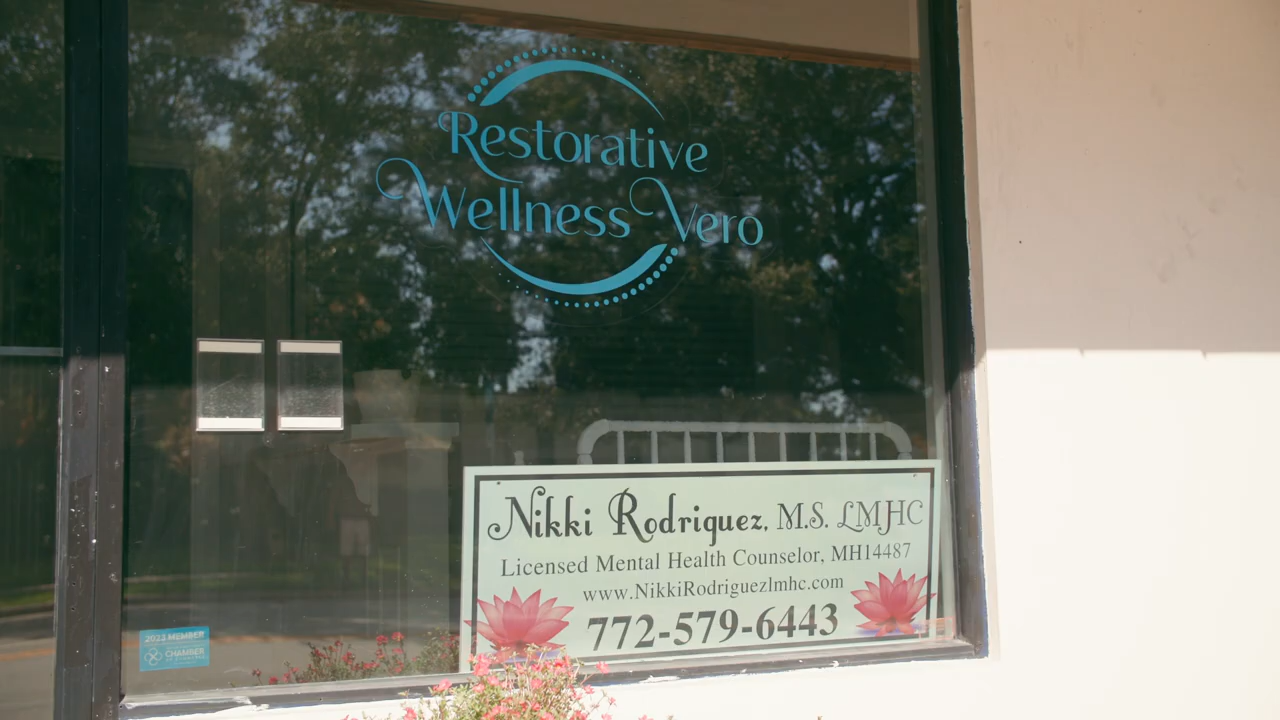 Restorative
Wellness Vero
Nikki Rodriguez, M.S. LMHC
Licensed Mental Health Counselor, MH14487
www.NikkiRodriguezlmhc.com
772-579-6443
2023 MEMBER
CHAMBER